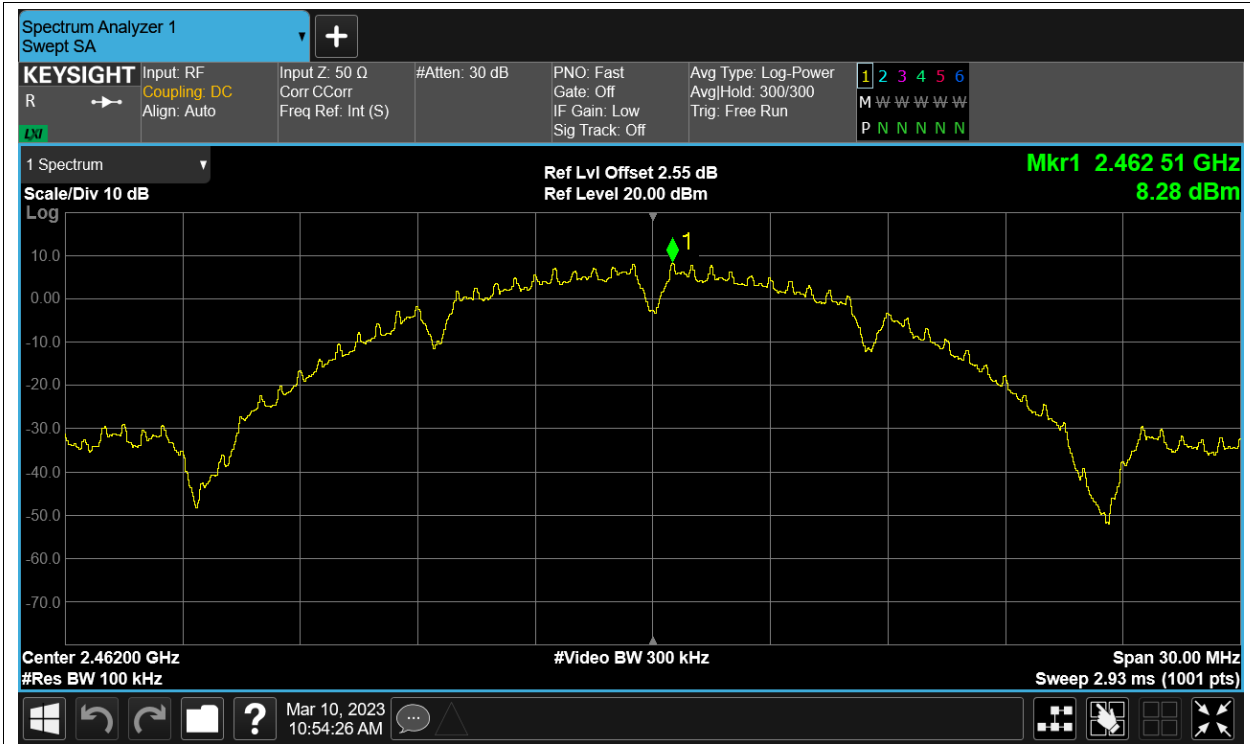 Spectrum Analyzer 1
Swept SA
+
KEYSIGHT
R
LXI
Input: RF
Coupling: DC
Align: Auto
Input Z: 50 Ω
Corr CCorr
Freq Ref: Int (S)
#Atten: 30 dB
PNO: Fast
Gate: Off
IF Gain: Low
Sig Track: Off
Avg Type: Log-Power
Avg|Hold: 300/300
Trig: Free Run
1 2 3 4 5 6
M W W W W W
P N N N N N
1 Spectrum
Scale/Div 10 dB
Log
Ref Lvl Offset 2.55 dB
Ref Level 20.00 dBm
Mkr1 2.462 51 GHz
8.28 dBm
1
10.0
0.00
-10.0
-20.0
-30.0
-40.0
-50.0
-60.0
-70.0
Center 2.46200 GHz
#Res BW 100 kHz
#Video BW 300 kHz
Span 30.00 MHz
Sweep 2.93 ms (1001 pts)
?
Mar 10, 2023
10:54:26 AM